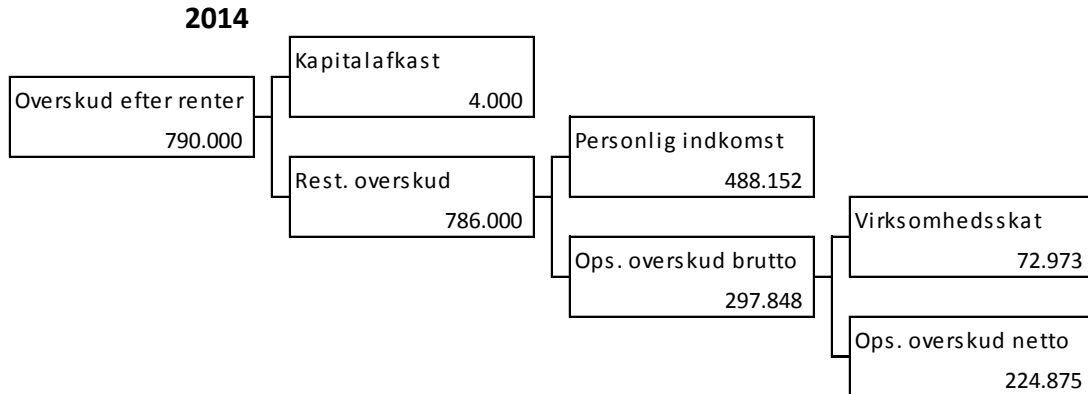 2014
Overskud efter renter
790.000
Kapitalafkast
4.000
Rest. overskud
786.000
Personlig indkomst
488.152
Ops. overskud brutto
297.848
Virksomhedsskat
72.973
Ops. overskud netto
224.875